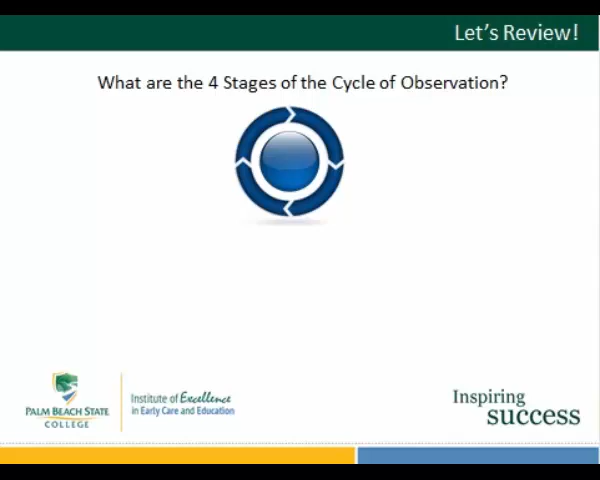 Let's Review!
What are the 4 Stages of the Cycle of Observation?
PALM BEACH STATE
COLLEGE
Institute of Excellence
in Early Care and Education
Inspiring
success